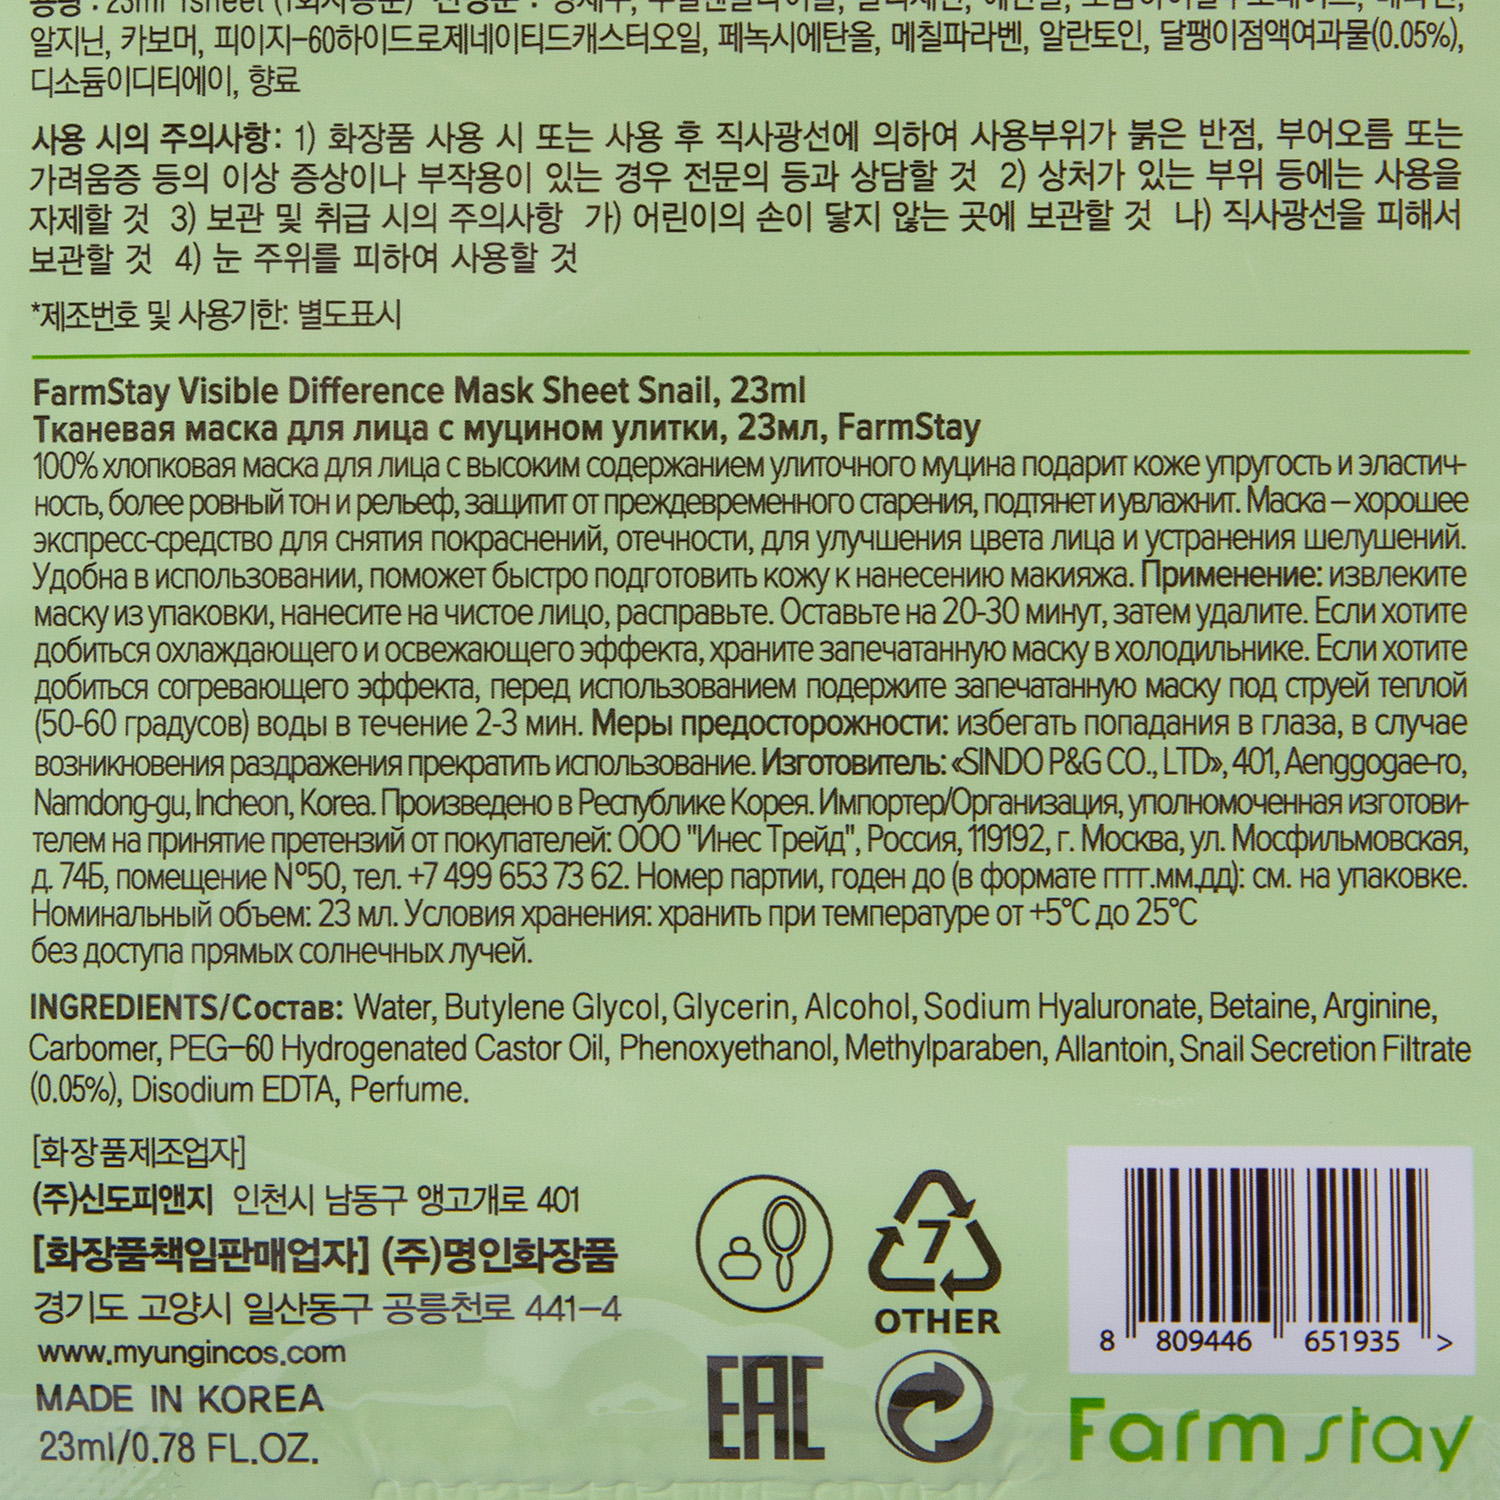 알지닌, 카보머, 피이지-60하이드로제네이티드캐스터오일, 페녹시에탄올, 메칠파라벤, 알란토인, 달팽이점액여과물(0.05%),
디소듐이디티에이, 향료
사용 시의 주의사항: 1) 화장품 사용 시 또는 사용 후 직사광선에 의하여 사용부위가 붉은 반점, 부어오름 또는
가려움증 등의 이상 증상이나 부작용이 있는 경우 전문의 등과 상담할 것 2) 상처가 있는 부위 등에는 사용을
자제할 것 3) 보관 및 취급 시의 주의사항 가) 어린이의 손이 닿지 않는 곳에 보관할 것 나) 직사광선을 피해서
보관할 것 4) 눈 주위를 피하여 사용할 것
*제조번호 및 사용기한: 별도표시
FarmStay Visible Difference Mask Sheet Snail, 23ml
Тканевая маска для лица с муцином улитки, 23мл, FarmStay
100% хлопковая маска для лица с высоким содержанием улиточного муцина подарит коже упругость и эластич-
ность, более ровный тон и рельеф, защитит от преждевременного старения, подтянет и увлажнит. Маска – хорошее
экспресс-средство для снятия покраснений, отечности, для улучшения цвета лица и устранения шелушений.
Удобна в использовании, поможет быстро подготовить кожу к нанесению макияжа. Применение: извлеките
маску из упаковки, нанесите на чистое лицо, расправьте. Оставьте на 20-30 минут, затем удалите. Если хотите
добиться охлаждающего и освежающего эффекта, храните запечатанную маску в холодильнике. Если хотите
добиться согревающего эффекта, перед использованием подержите запечатанную маску под струей теплой
(50-60 градусов) воды в течение 2-3 мин. Меры предосторожности: избегать попадания в глаза, в случае
возникновения раздражения прекратить использование. Изготовитель: «SINDO P&G CO., LTD», 401, Aenggogae-ro,
Namdong-gu, Incheon, Korea. Произведено в Республике Корея. Импортер/Организация, уполномоченная изготови-
телем на принятие претензий от покупателей: ООО "Инес Трейд", Россия, 119192, г. Москва, ул. Мосфильмовская,
д. 74Б, помещение №50, тел. +7 499 653 73 62. Номер партии, годен до (в формате гггг.мм.дд): см. на упаковке.
Номинальный объем: 23 мл. Условия хранения: хранить при температуре от +5°C до 25°C
без доступа прямых солнечных лучей.
INGREDIENTS/Состав: Water, Butylene Glycol, Glycerin, Alcohol, Sodium Hyaluronate, Betaine, Arginine,
Carbomer, PEG-60 Hydrogenated Castor Oil, Phenoxyethanol, Methylparaben, Allantoin, Snail Secretion Filtrate
(0.05%), Disodium EDTA, Perfume.
[화장품제조업자]
(주)신도피앤지 인천시 남동구 앵고개로 401
[화장품책임판매업자] (주)명인화장품
경기도 고양시 일산동구 공릉천로 441-4
www.myungincos.com
MADE IN KOREA
23ml/0.78 FL.OZ.
7
OTHER
EAC
8 809446 651935 >
Farm stay